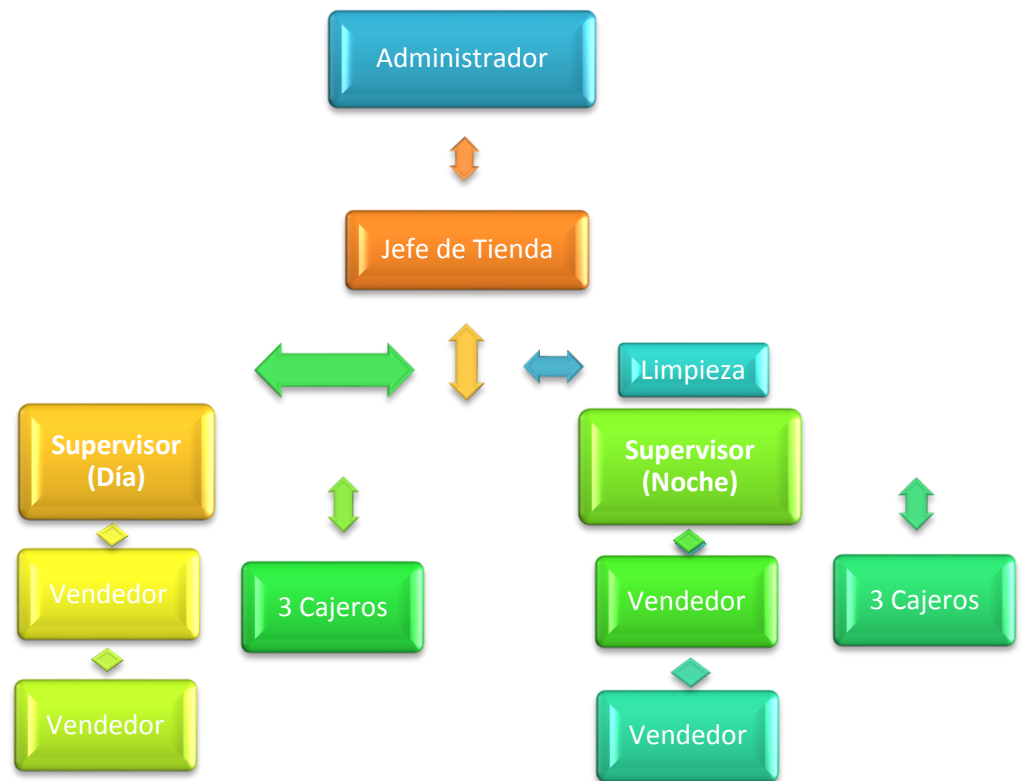 Administrador
Jefe de Tienda
Limpieza
Supervisor
(Día)
Supervisor
(Noche)
Vendedor
3 Cajeros
Vendedor
3 Cajeros
Vendedor
Vendedor